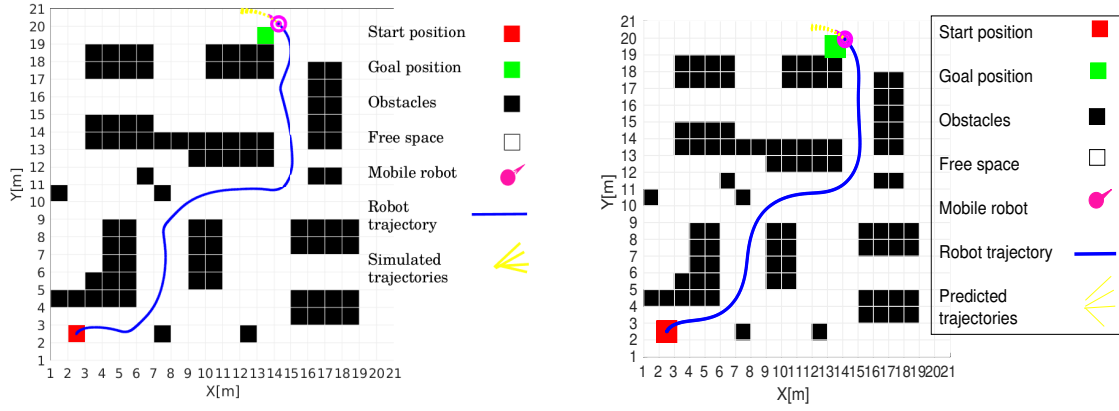 21
20
19
18
17
16
15
14
13
12
11
10
9
8
7
6
5
4
3
2
1
Y[m]
1 2 3 4 5 6 7 8 9 10 11 12 13 14 15 16 17 18 19 20 21
X[m]
Start position
Goal position
Obstacles
Free space
Mobile robot
Robot
trajectory
Simulated
trajectories
21
20
19
18
17
16
15
14
13
12
11
10
9
8
7
6
5
4
3
2
1
Y[m]
1 2 3 4 5 6 7 8 9 10 11 12 13 14 15 16 17 18 19 20 21
X[m]
Start position
Goal position
Obstacles
Free space
Mobile robot
Robot trajectory
Predicted
trajectories